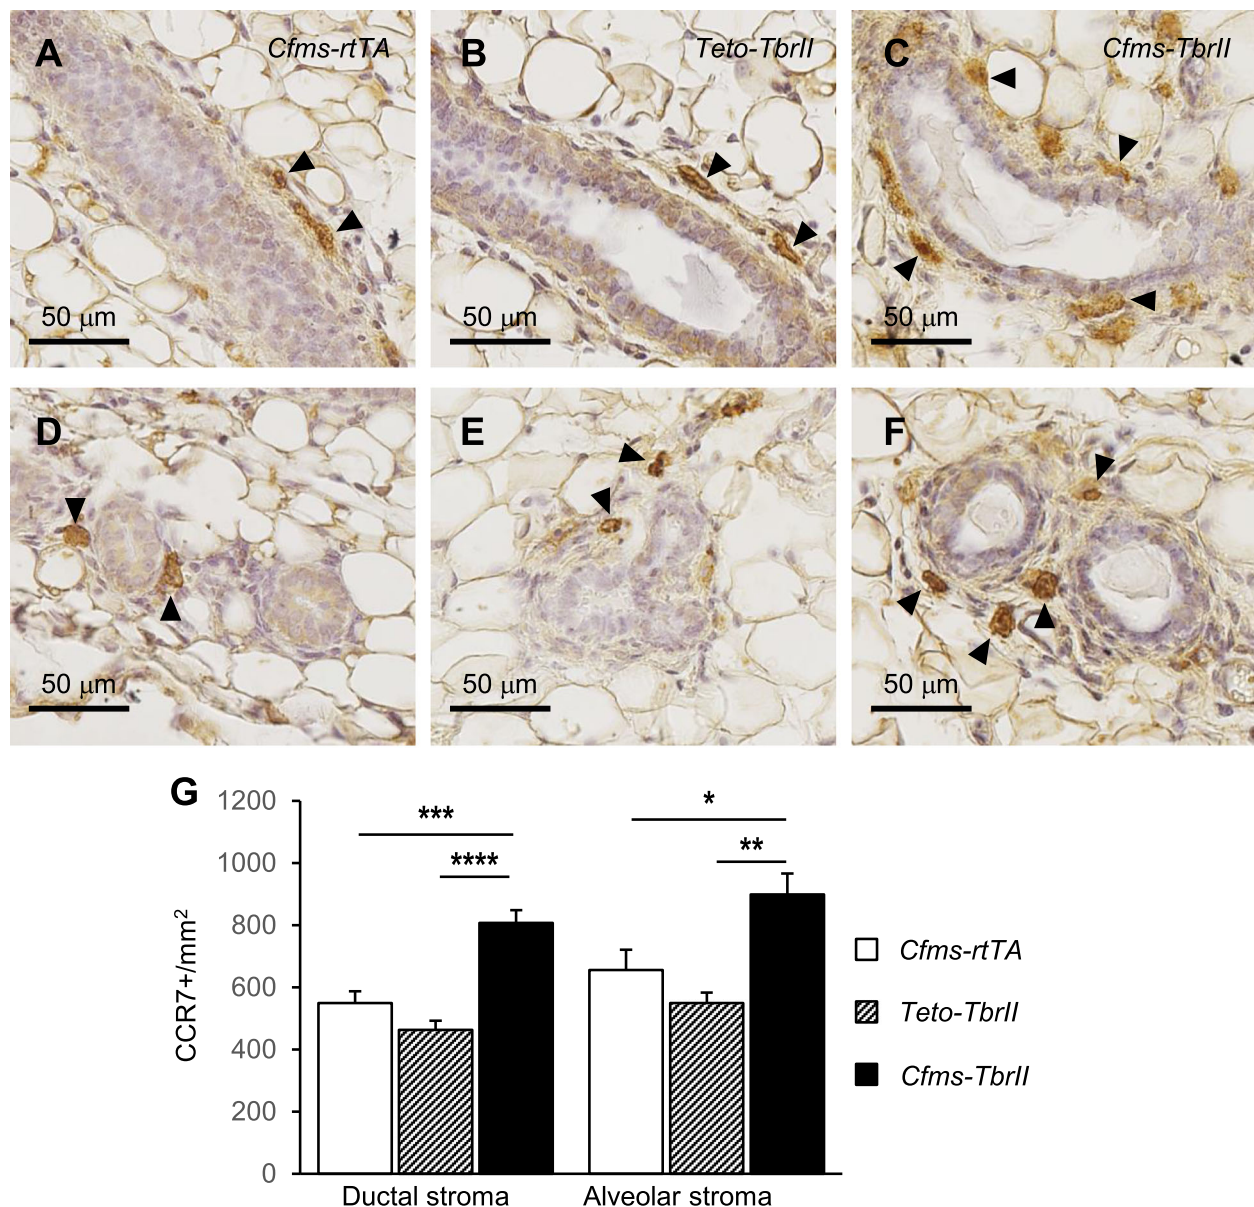 A
Cfms-rtTA
B
Teto-TbrII
C
Cfms-TbrII
50 μm
50 μm
50 μm
D
E
F
50 μm
50 μm
50 μm
G
1200
1000
800
600
400
200
0
CCR7+/mm2
***
****
*
**
Cfms-rtTA
Teto-TbrII
Cfms-TbrII
Ductal stroma
Alveolar stroma